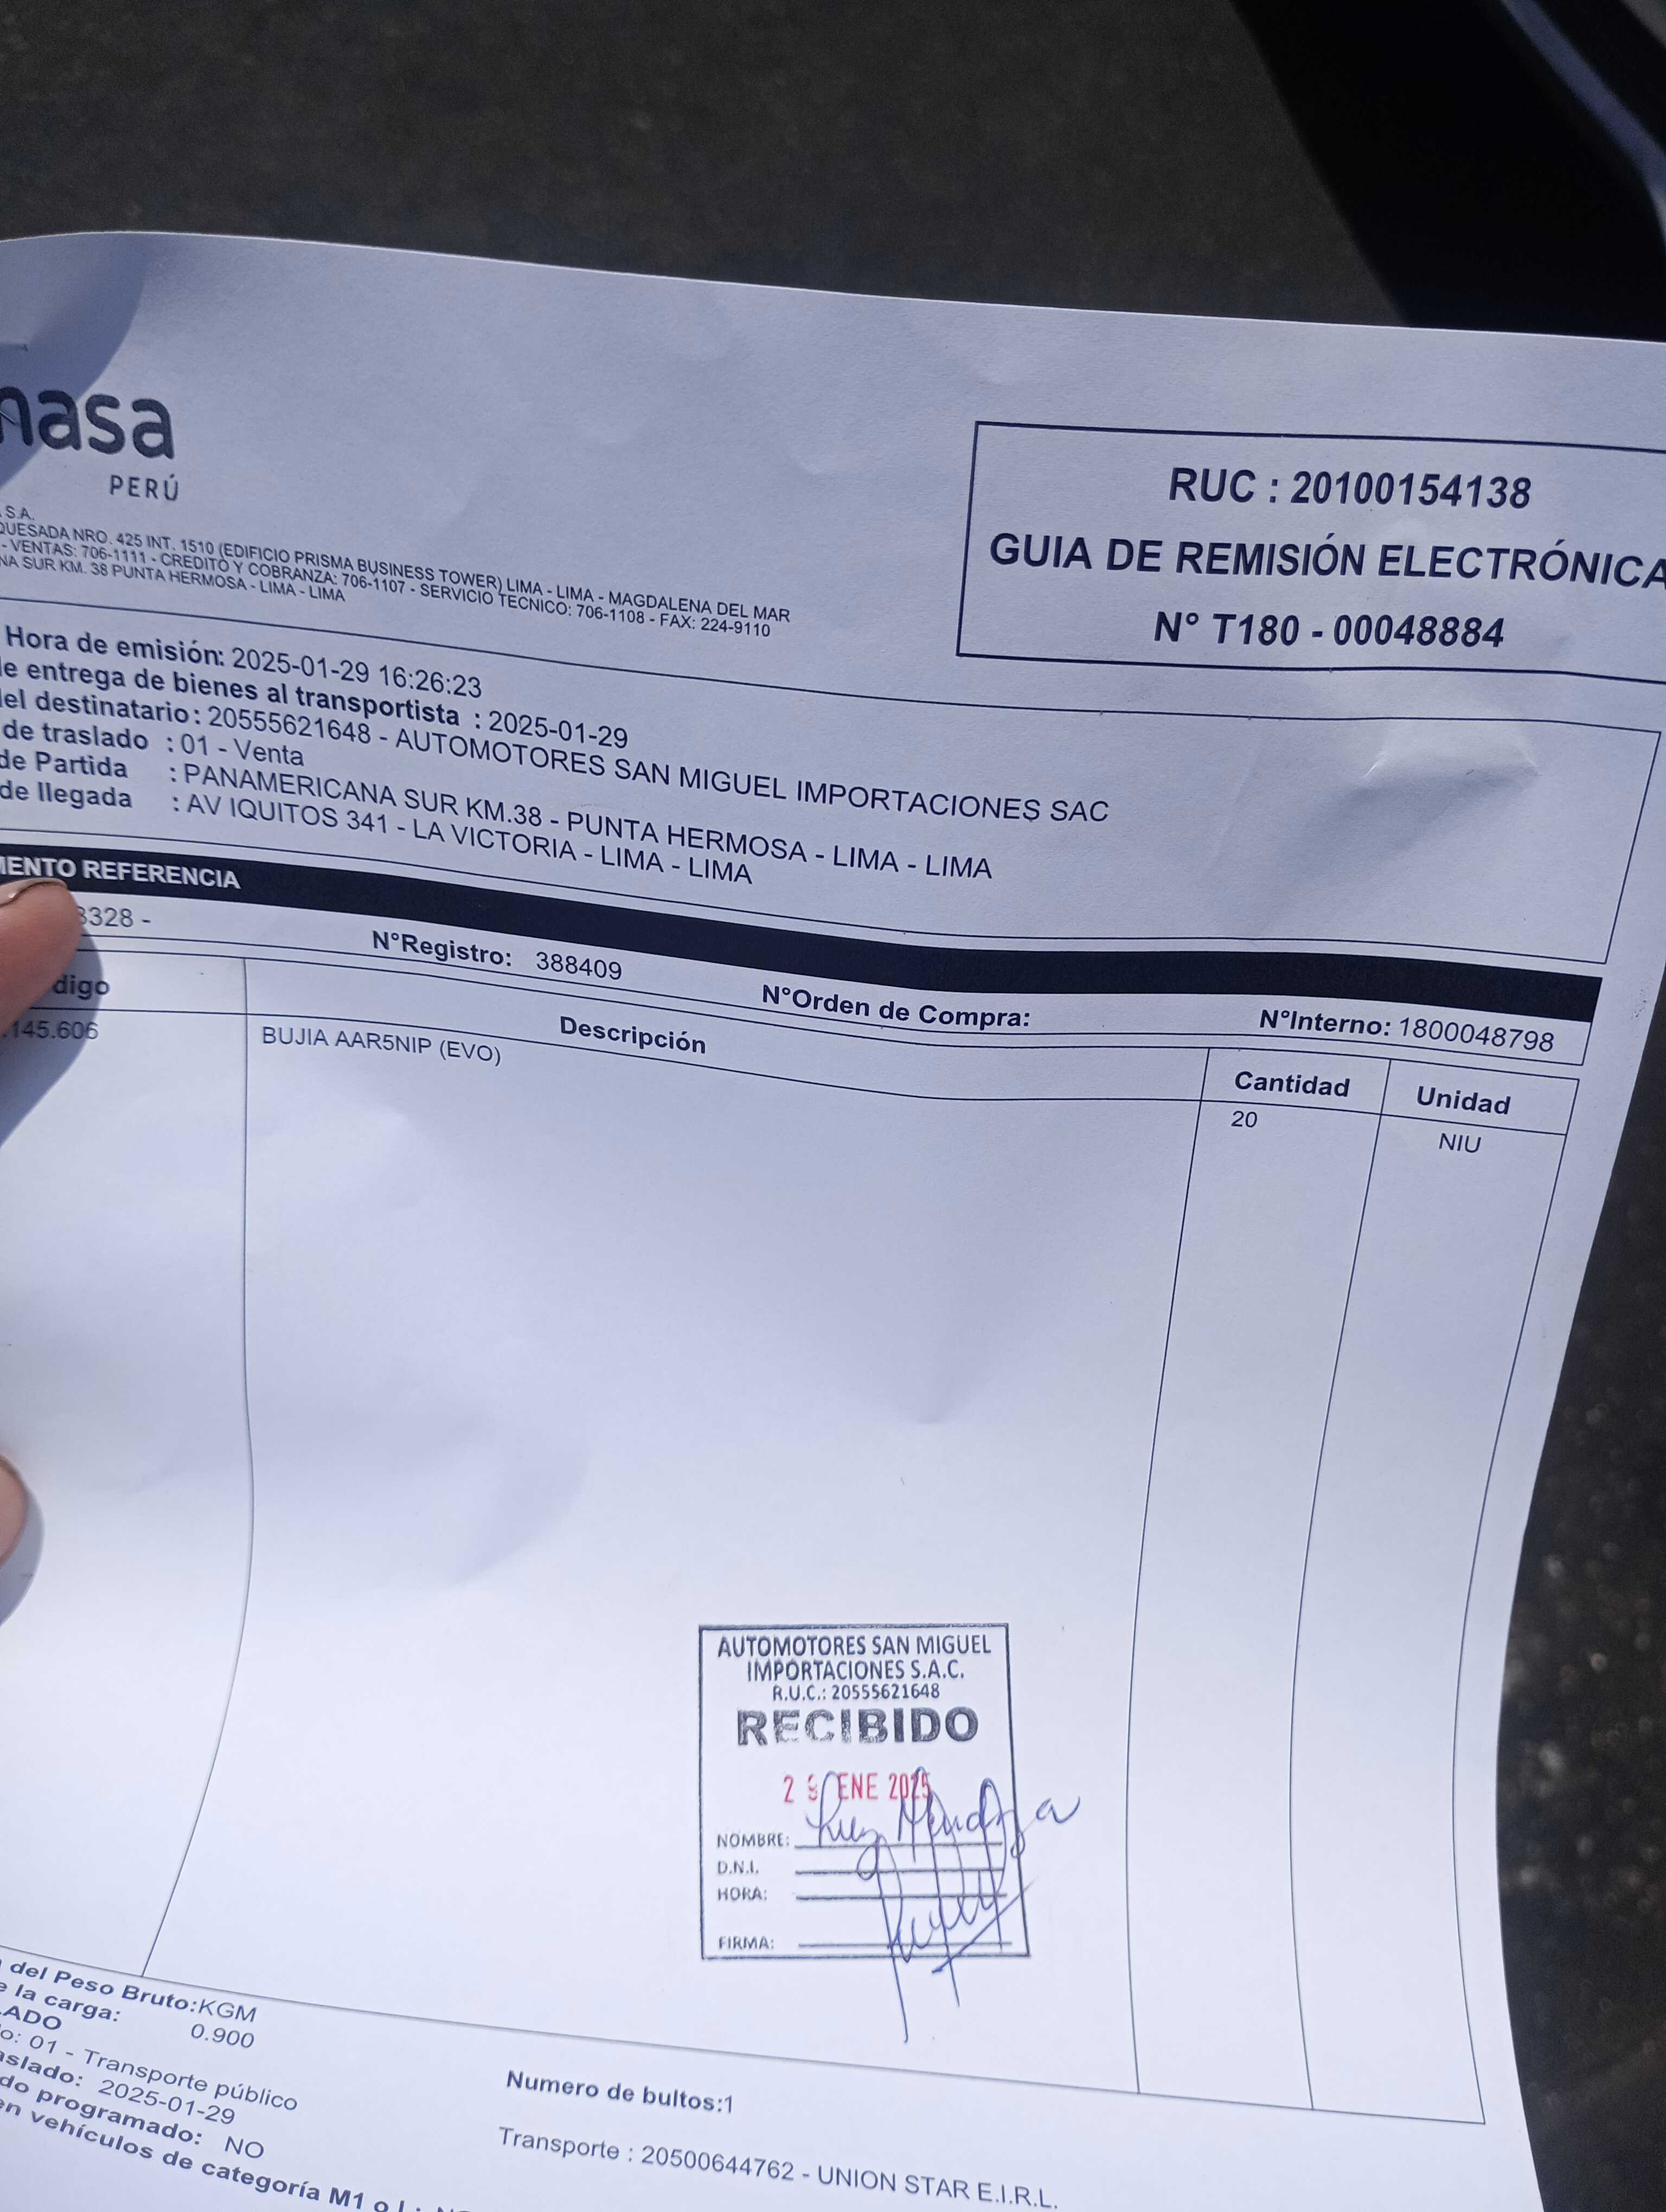 nasa
PERÚ
S.A.
QUESADA NRO. 425 INT. 1510 (EDIFICIO PRISMA BUSINESS TOWER) LIMA - LIMA - MAGDALENA DEL MAR
- VENTAS: 706-1111 - CREDITO Y COBRANZA: 706-1107 - SERVICIO TECNICO: 706-1108 - FAX: 224-9110
NA SUR KM. 38 PUNTA HERMOSA - LIMA - LIMA
RUC : 20100154138
GUIA DE REMISIÓN ELECTRÓNICA
N° T180 - 00048884
Hora de emisión: 2025-01-29 16:26:23
e entrega de bienes al transportista : 2025-01-29
del destinatario: 20555621648 - AUTOMOTORES SAN MIGUEL IMPORTACIONES SAC
de traslado : 01 - Venta
de Partida : PANAMERICANA SUR KM.38 - PUNTA HERMOSA - LIMA - LIMA
de llegada : AV IQUITOS 341 - LA VICTORIA - LIMA - LIMA
MENTO REFERENCIA
3328 - N°Registro: 388409 N°Orden de Compra: N°Interno: 1800048798
digo Descripción Cantidad Unidad
.145.606 BUJIA AAR5NIP (EVO) 20 NIU
AUTOMOTORES SAN MIGUEL
IMPORTACIONES S.A.C.
R.U.C.: 20555621648
RECIBIDO
ENE 2025
NOMBRE:
D.N.I.
HORA:
FIRMA:
del Peso Bruto:KGM
e la carga: 0.900
LADO
o: 01 - Transporte público
aslado: 2025-01-29
do programado: NO
en vehículos de categoría M1 o
Numero de bultos:1
Transporte : 20500644762 - UNION STAR E.I.R.L.